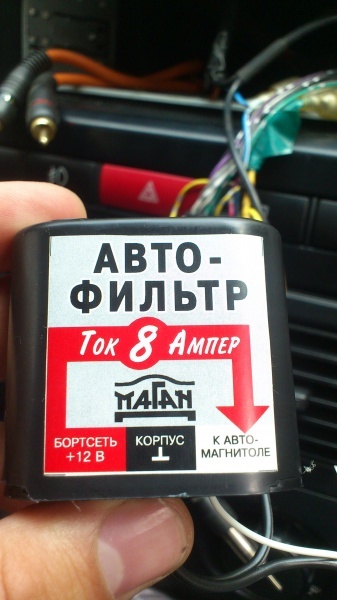 АВТО-
ФИЛЬТР
ТОК 8 АМПЕР
МАГАН
БОРТСЕТЬ
+12 В
КОРПУС
К АВТО-
МАГНИТОЛЕ